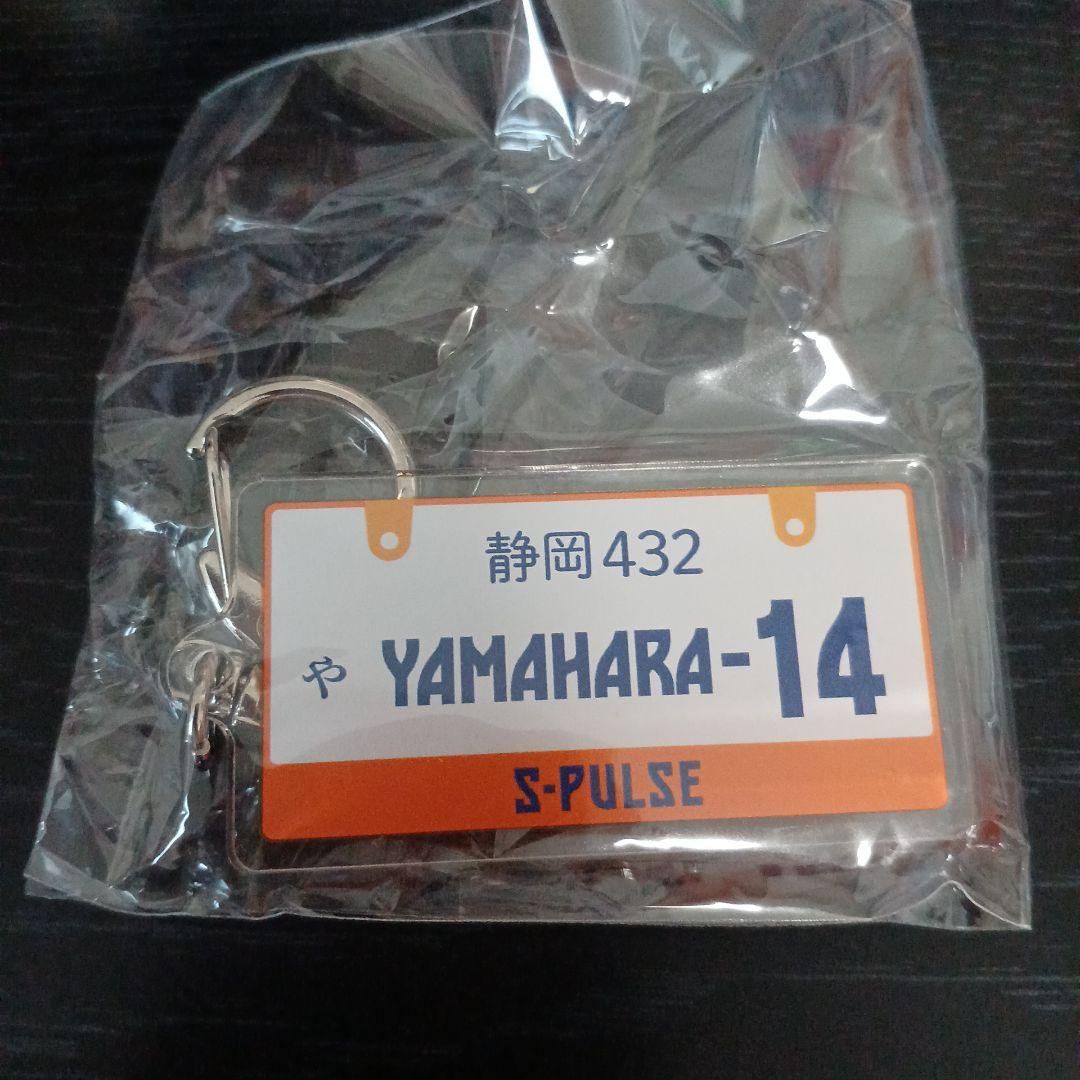 静岡432
や YAMAHARA-14
S-PULSE